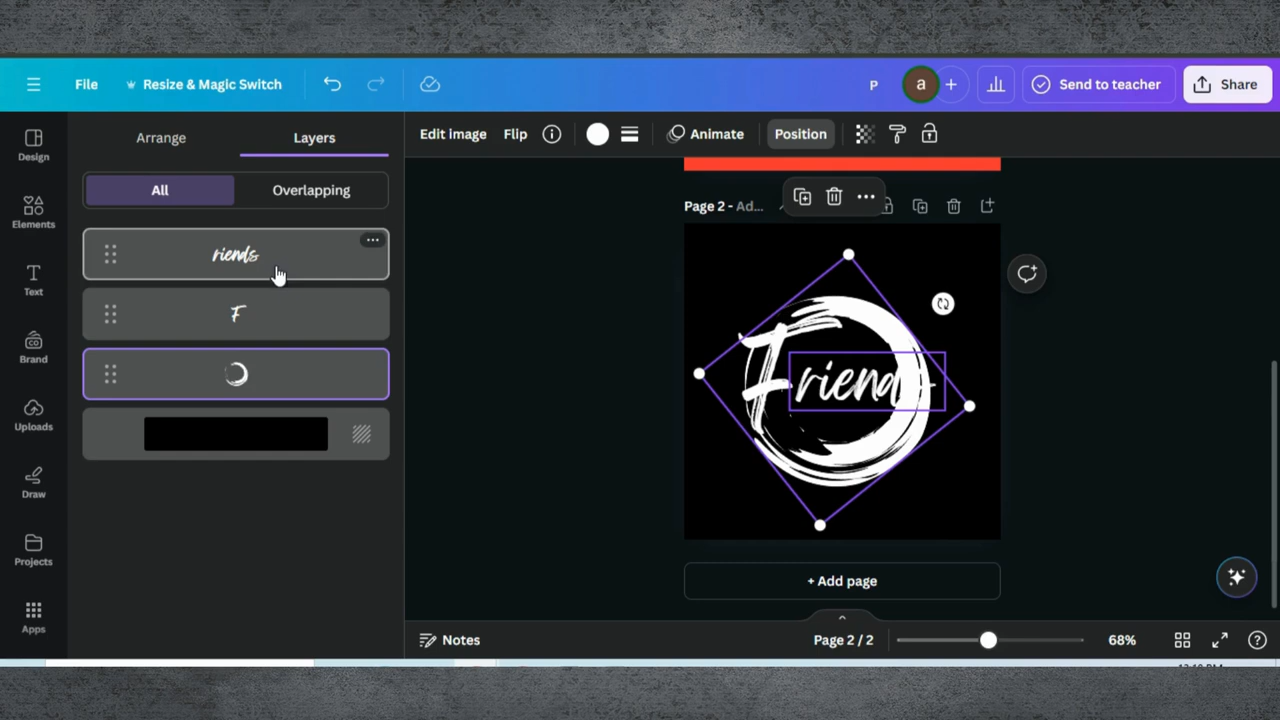 File
Resize & Magic Switch
P
a
Send to teacher
Share
Design
Elements
Text
Brand
Uploads
Draw
Projects
Apps
Arrange
Layers
All
Overlapping
riends
F
Edit image
Flip
Animate
Position
Page 2 - Ad...
Friends
+ Add page
Notes
Page 2 / 2
68%